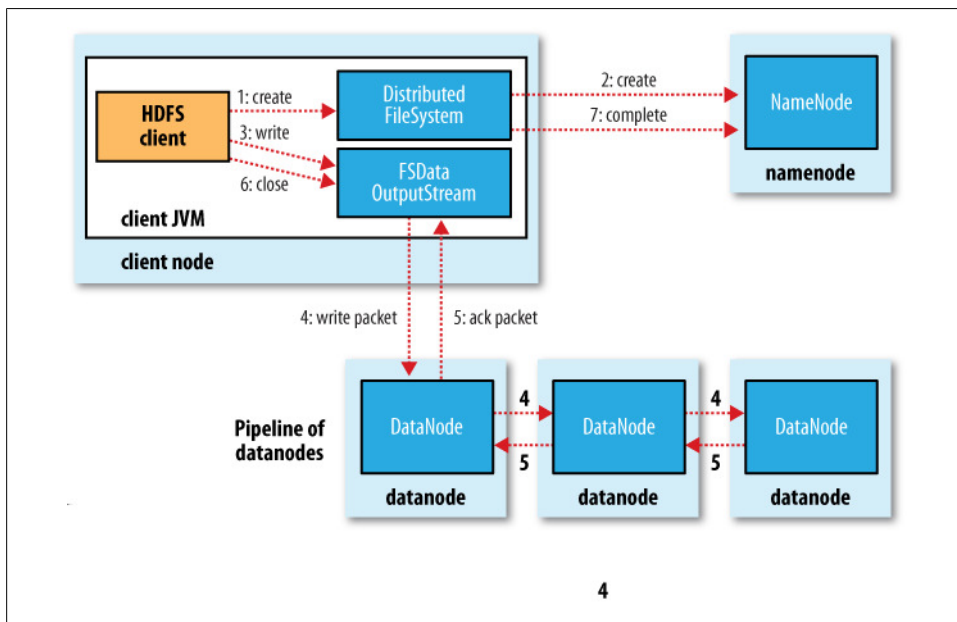 1: create
2: create
HDFS
client
Distributed
FileSystem
NameNode
3: write
7: complete
6: close
FSData
OutputStream
namenode
client JVM
client node
4: write packet
5: ack packet
4
4
Pipeline of
datanodes
DataNode
DataNode
DataNode
5
5
datanode
datanode
datanode
4